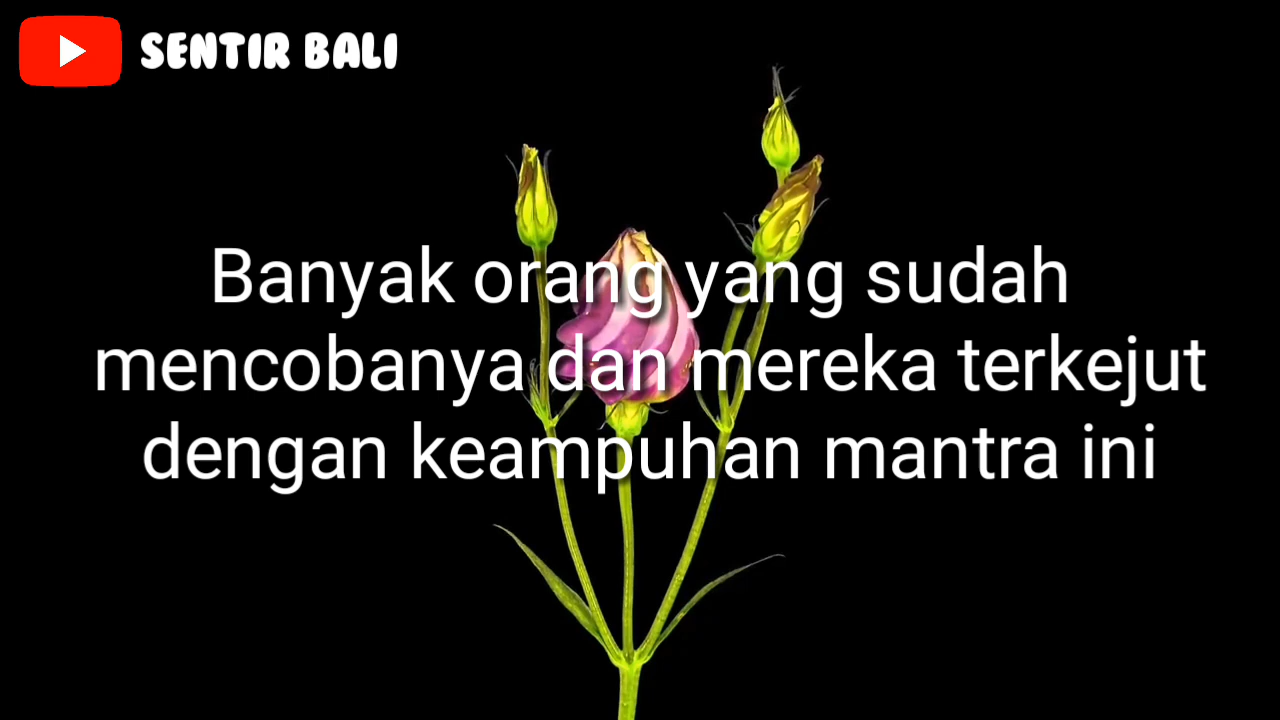 SENTIR BALI
Banyak orang yang sudah
mencobanya dan mereka terkejut
dengan keampuhan mantra ini